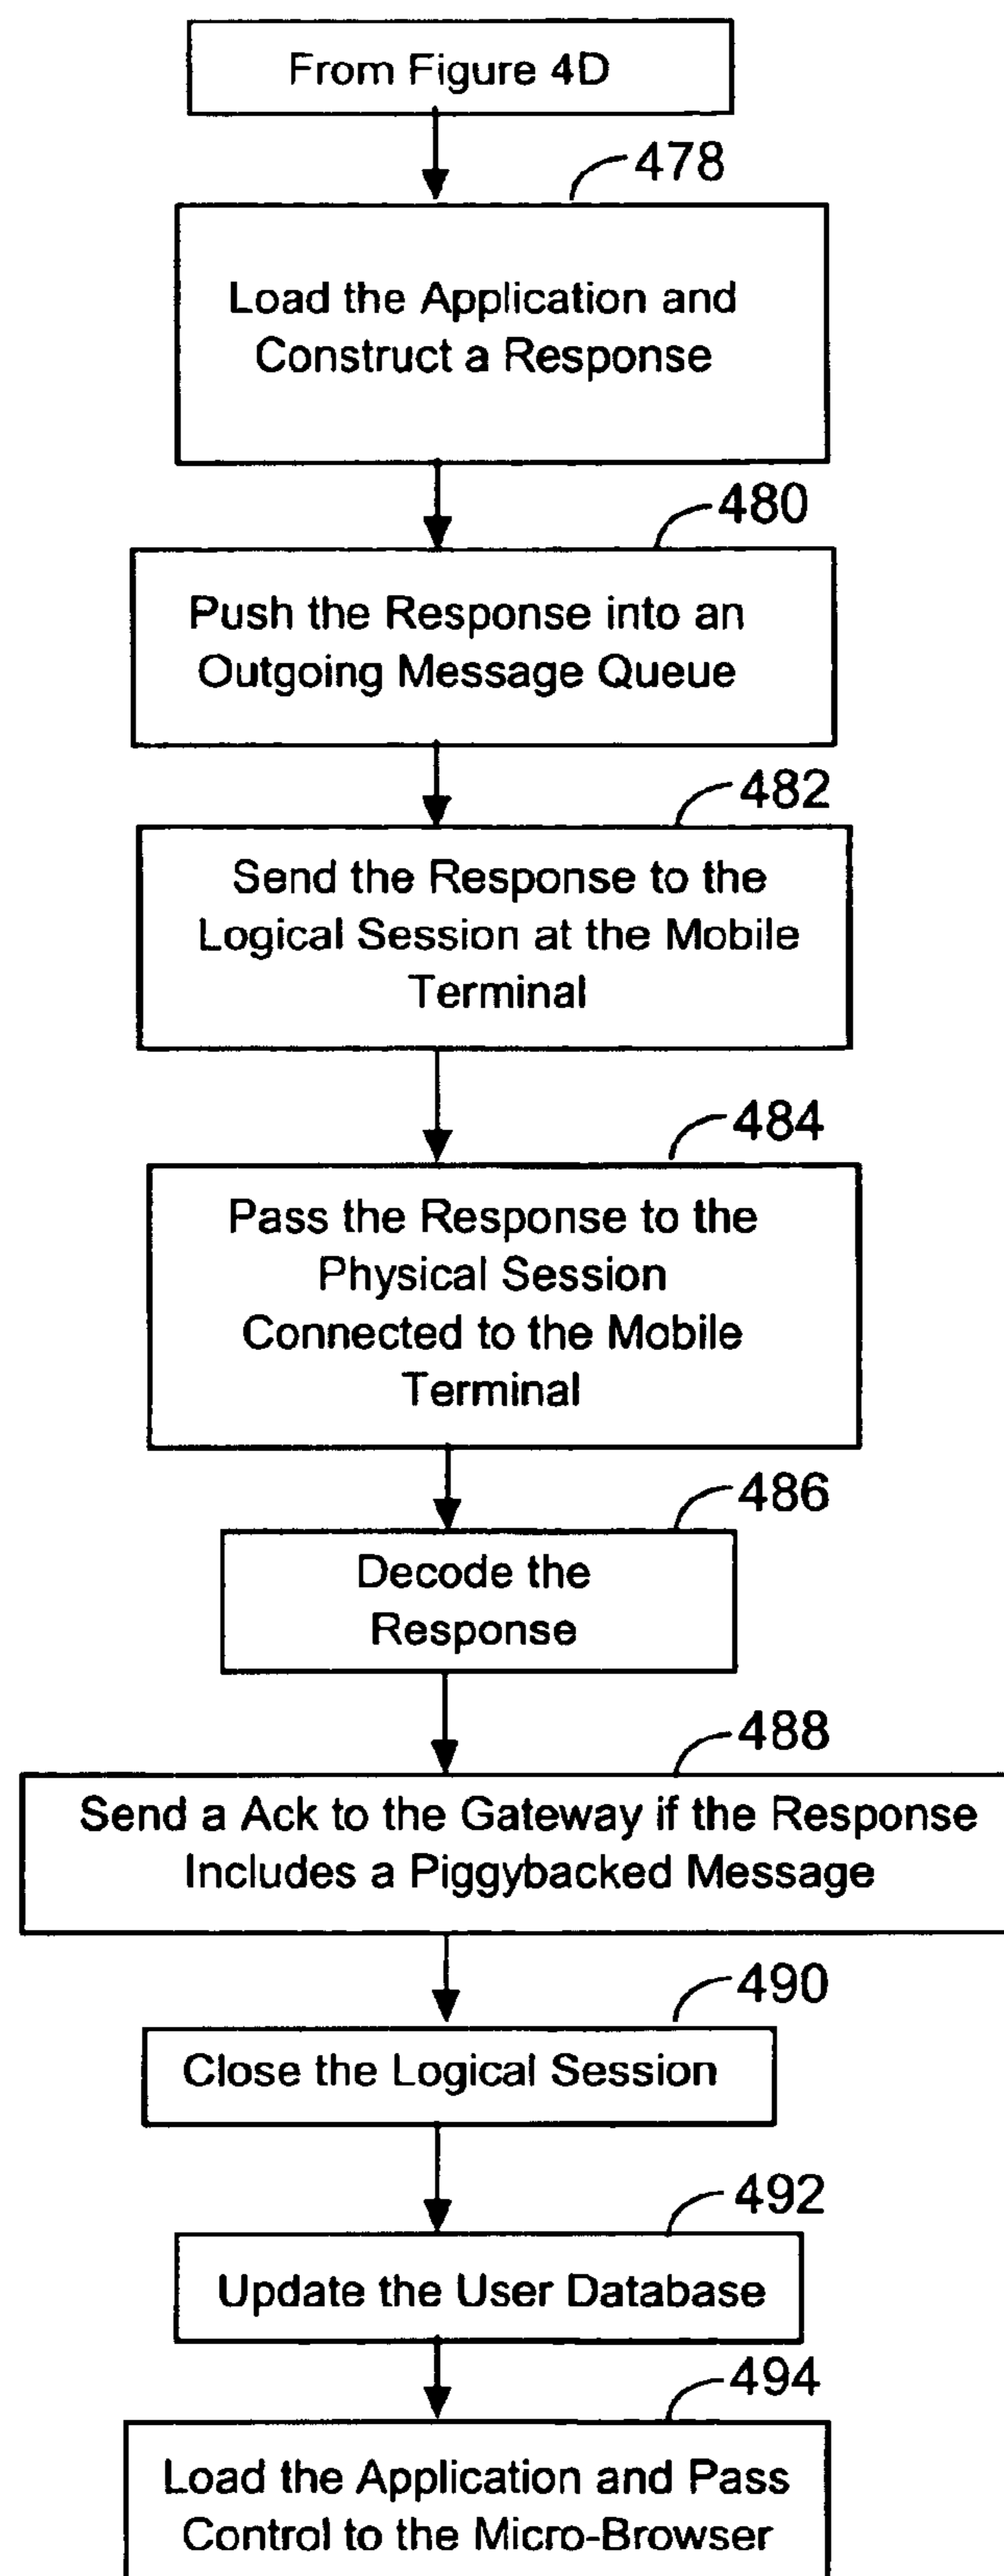 From Figure 4D
478
Load the Application and
Construct a Response
480
Push the Response into an
Outgoing Message Queue
482
Send the Response to the
Logical Session at the Mobile
Terminal
484
Pass the Response to the
Physical Session
Connected to the Mobile
Terminal
486
Decode the
Response
488
Send a Ack to the Gateway if the Response
Includes a Piggybacked Message
490
Close the Logical Session
492
Update the User Database
494
Load the Application and Pass
Control to the Micro-Browser